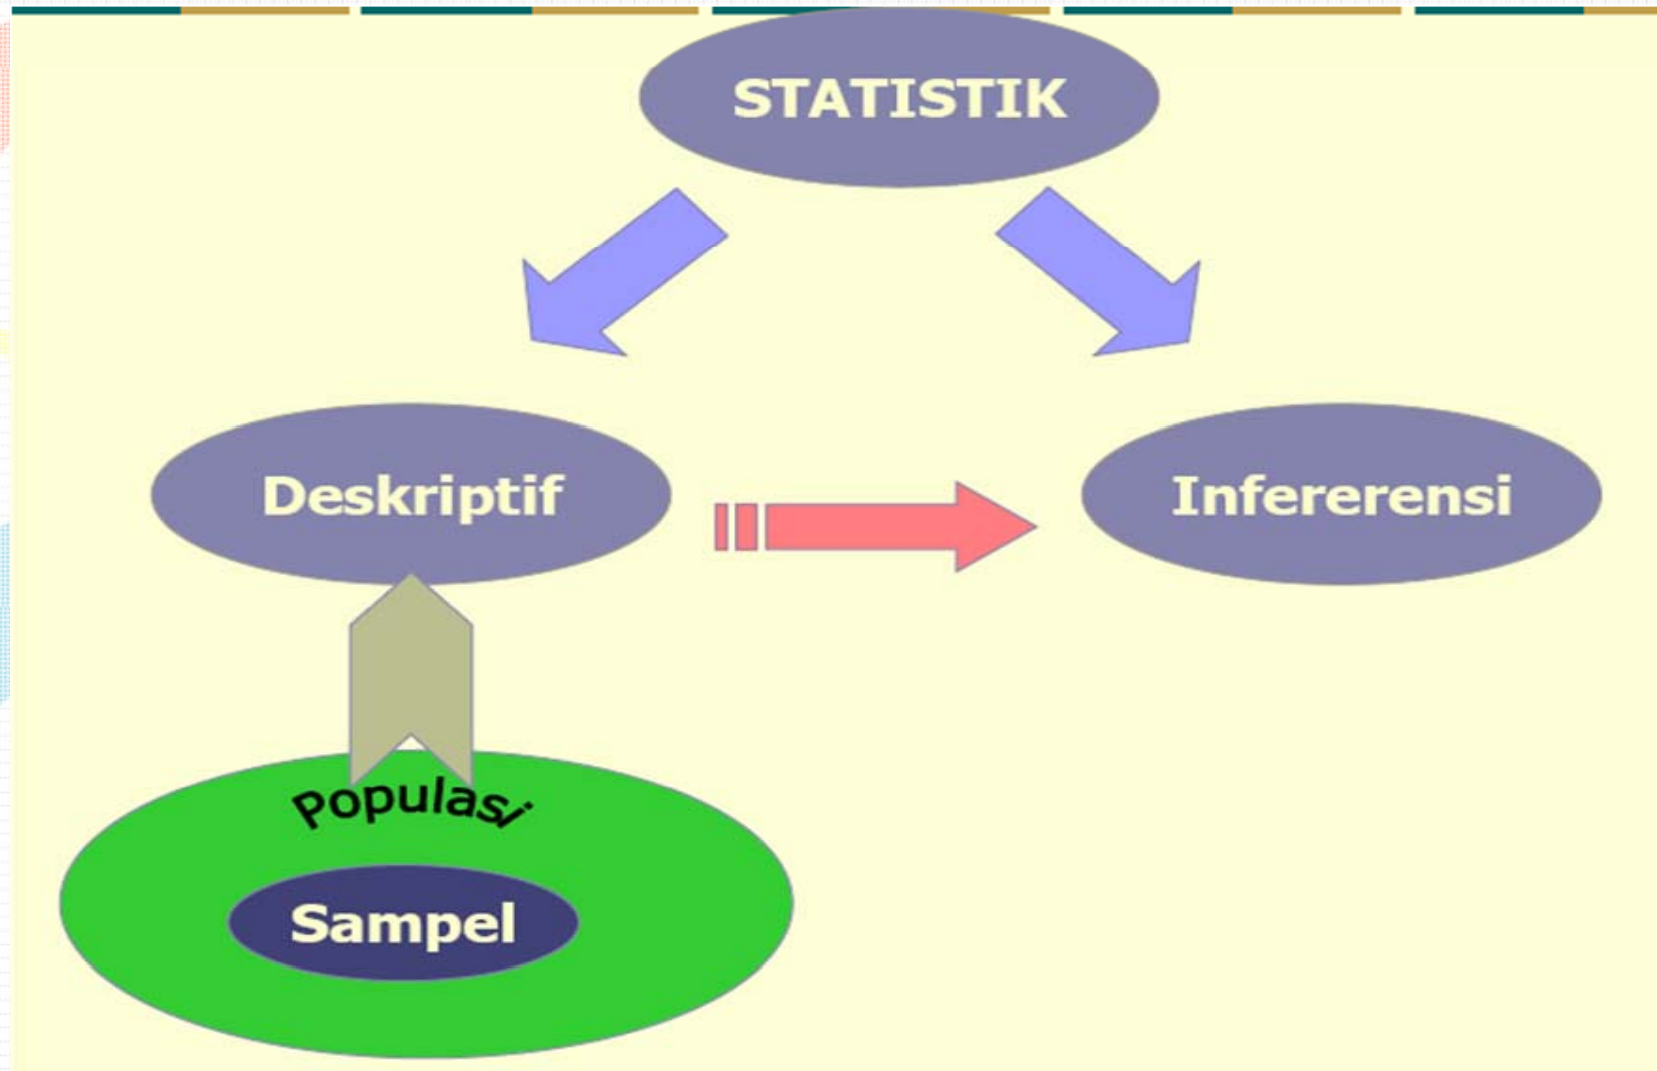 STATISTIK
Deskriptif
Infererensi
Populasi
Sampel